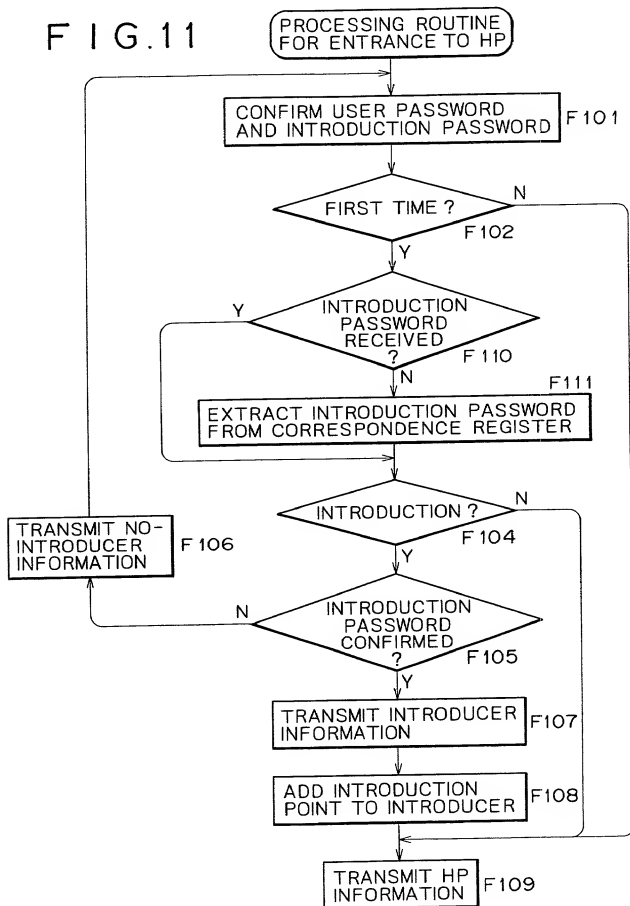 FIG.11
PROCESSING ROUTINE
FOR ENTRANCE TO HP
CONFIRM USER PASSWORD
AND INTRODUCTION PASSWORD
F101
FIRST TIME ?
N
F102
Y
INTRODUCTION
PASSWORD
RECEIVED
?
Y
F110
N
F111
EXTRACT INTRODUCTION PASSWORD
FROM CORRESPONDENCE REGISTER
INTRODUCTION ?
N
F104
Y
TRANSMIT NO-
INTRODUCER
INFORMATION
F106
N
INTRODUCTION
PASSWORD
CONFIRMED
?
F105
Y
TRANSMIT INTRODUCER
INFORMATION
F107
ADD INTRODUCTION
POINT TO INTRODUCER
F108
TRANSMIT HP
INFORMATION
F109